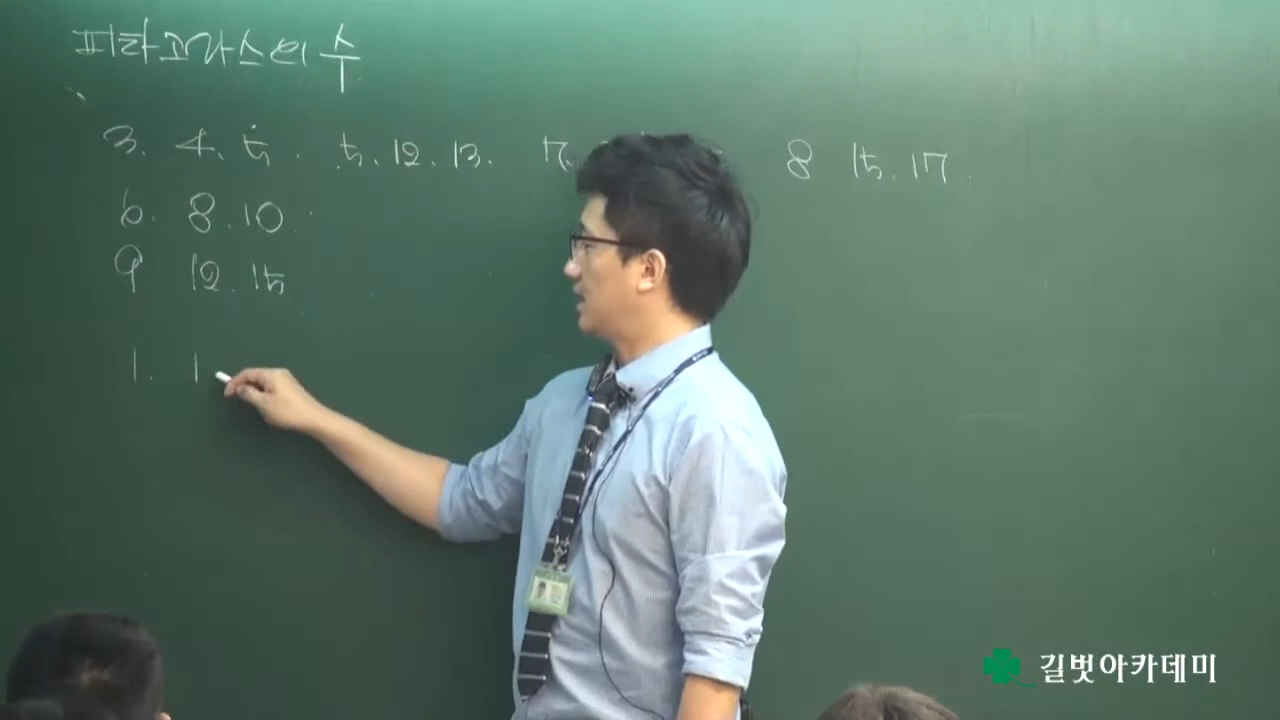 피타고라스의 수
3. 4. 5. 5. 12. 13. 7. 8 15. 17
6. 8. 10
9 12. 15
1. 1
길벗아카데미